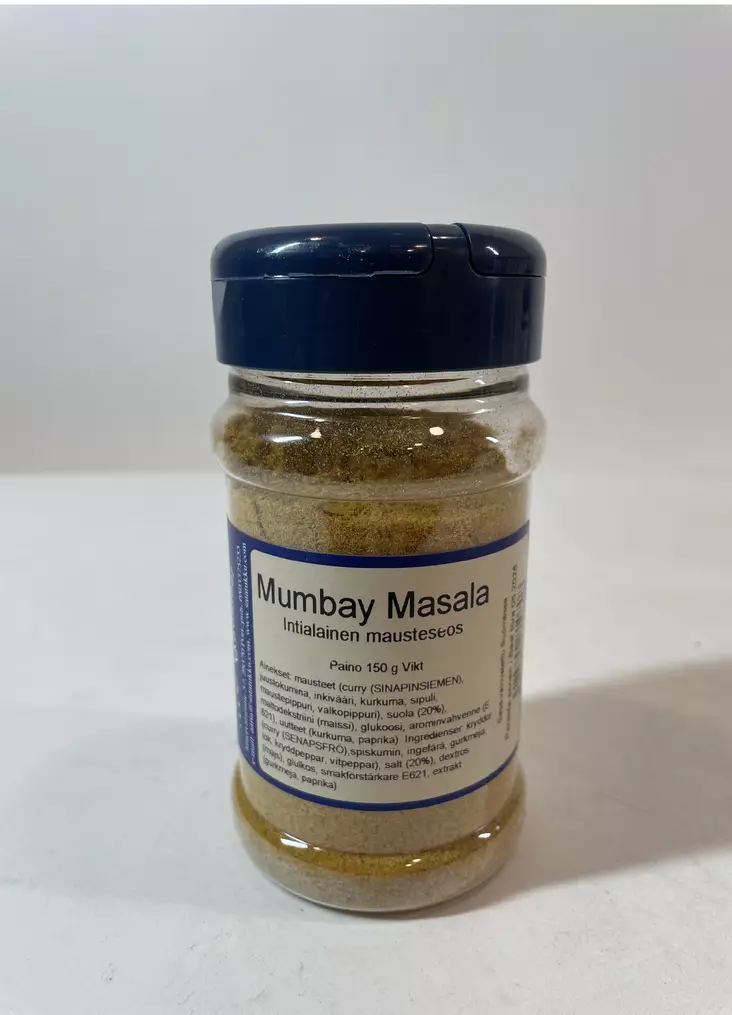 Mumbay Masala
Intialainen mausteseos
Paino 150 g Vikt
Ainekset: mausteet (curry (SINAPINSIEMEN),
juustokumina, inkivääri, kurkuma, sipuli,
maustepippuri, valkopippuri), suola (20%),
maltodekstriini (maissi), glukoosi, arominvahvenne (E
621), uutteet (kurkuma, paprika). Ingredienser: kryddor
(curry (SENAPSFRÖ),spiskumin, ingefära, gurkmeja,
lök, kryddpeppar, vitpeppar), salt (20%), dextros
(majs), glulkos, smakförstärkare E621, extrakt
(gurkmeja, paprika)